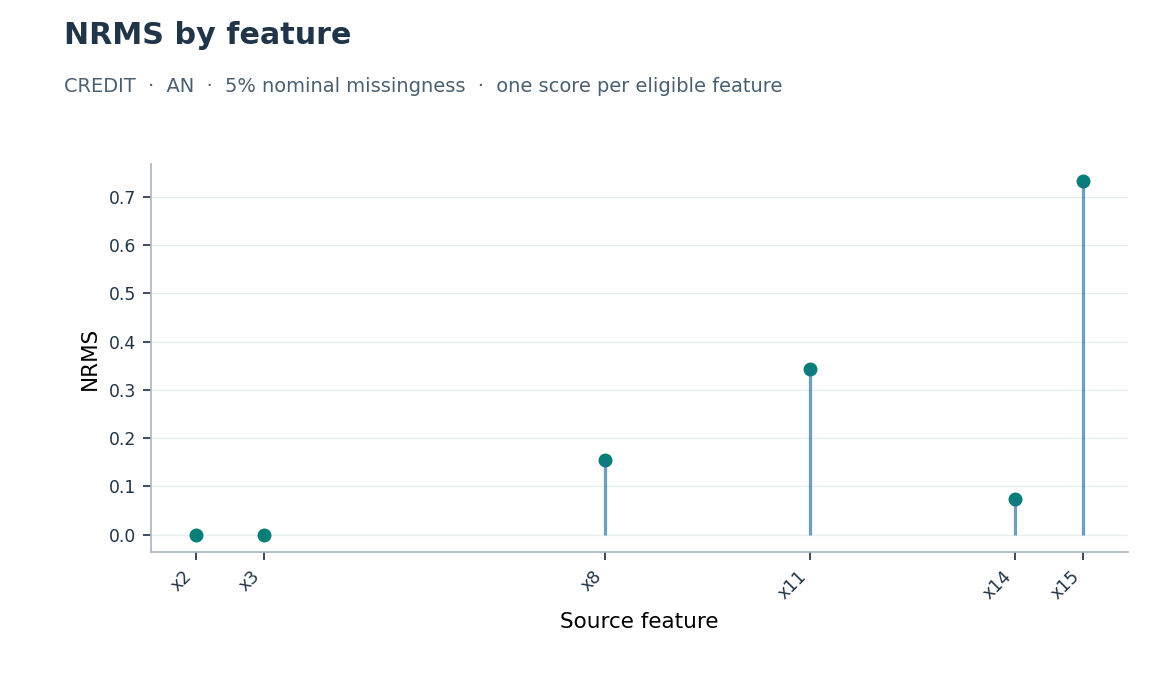 NRMS by feature
CREDIT · AN · 5% nominal missingness · one score per eligible feature
0.7
0.6
0.5
0.4
0.3
0.2
0.1
0.0
NRMS
x2 x3 x8 x11 x14 x15
Source feature